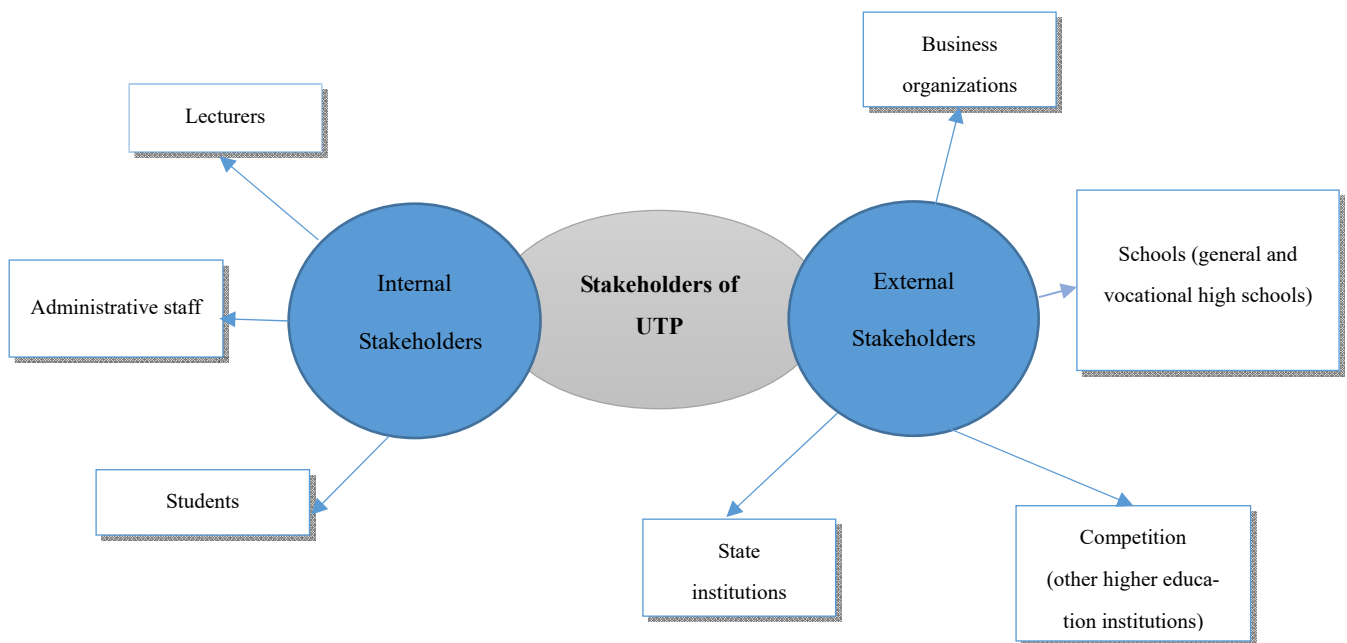 Business
organizations
Lecturers
Schools (general and
vocational high schools)
Administrative staff
Internal
Stakeholders
Stakeholders of
UTP
External
Stakeholders
Students
State
institutions
Competition
(other higher educa-
tion institutions)